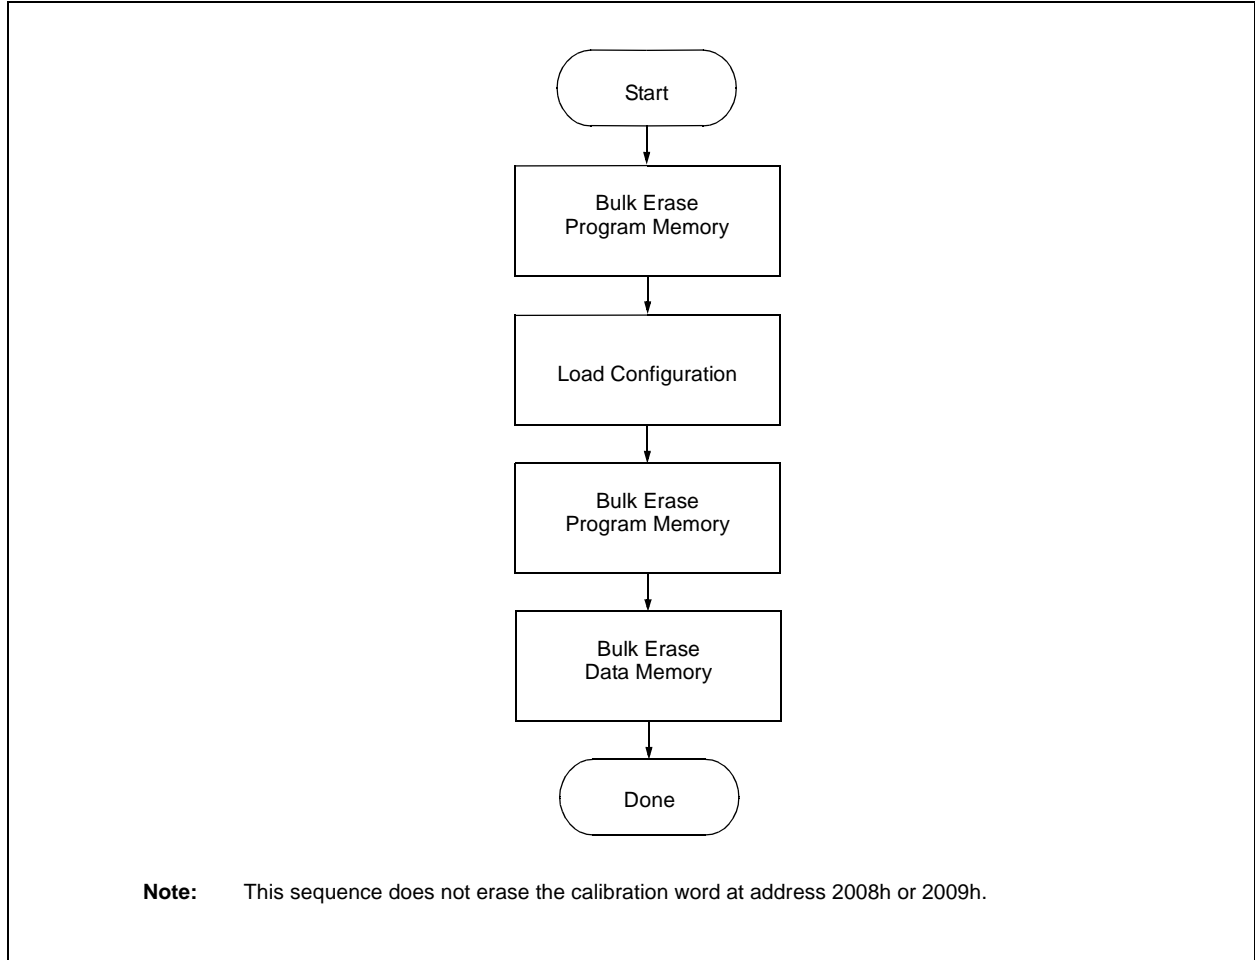 Start
Bulk Erase
Program Memory
Load Configuration
Bulk Erase
Program Memory
Bulk Erase
Data Memory
Done
Note: This sequence does not erase the calibration word at address 2008h or 2009h.